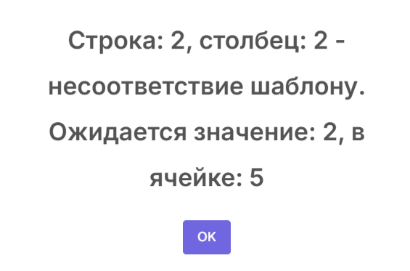 Строка: 2, столбец: 2 -
несоответствие шаблону.
Ожидается значение: 2, в
ячейке: 5
OK